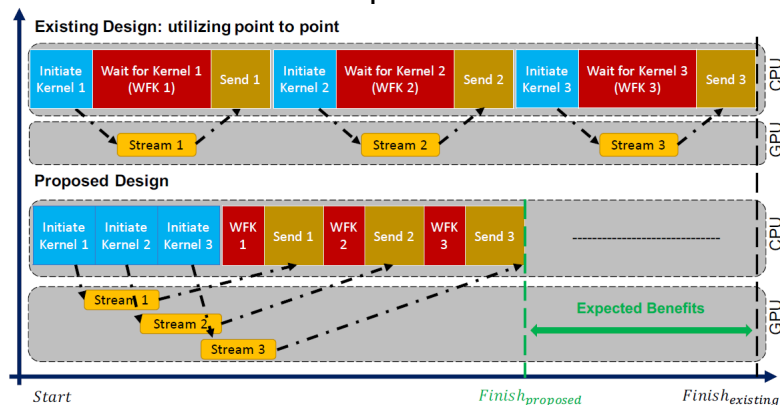 Existing Design: utilizing point to point
Initiate
Kernel 1
Wait for Kernel 1
(WFK 1)
Send 1
Initiate
Kernel 2
Wait for Kernel 2
(WFK 2)
Send 2
Initiate
Kernel 3
Wait for Kernel 3
(WFK 3)
Send 3
CPU
Stream 1
Stream 2
Stream 3
GPU
Proposed Design
Initiate
Kernel 1
Initiate
Kernel 2
Initiate
Kernel 3
WFK
1
Send 1
WFK
2
Send 2
WFK
3
Send 3
CPU
Stream 1
Stream 2
Stream 3
Expected Benefits
GPU
Start
Finish_proposed
Finish_existing